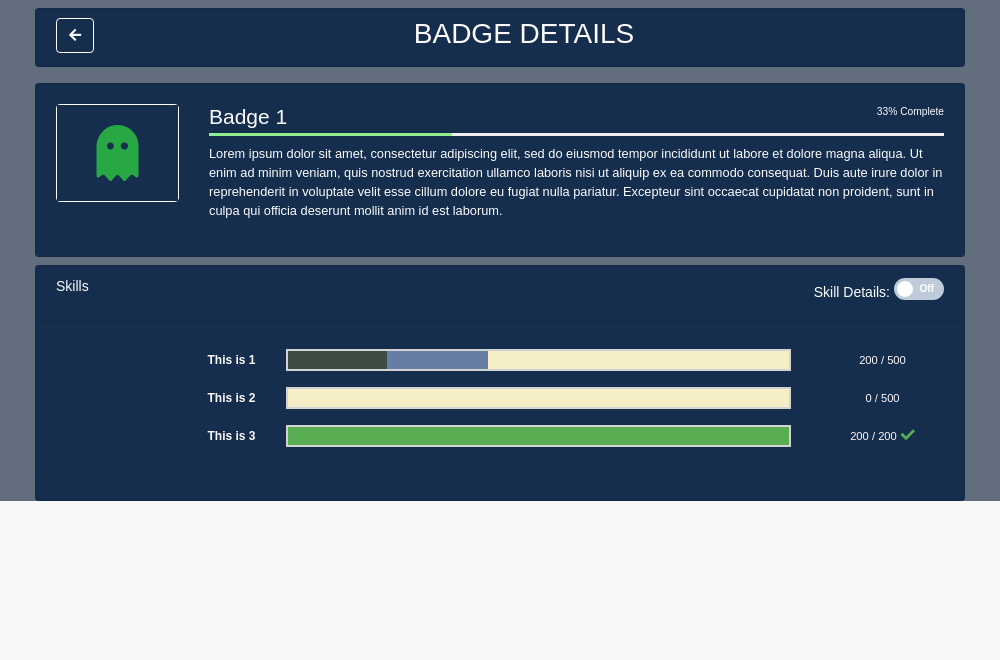 BADGE DETAILS
Badge 1
33% Complete
Lorem ipsum dolor sit amet, consectetur adipiscing elit, sed do eiusmod tempor incididunt ut labore et dolore magna aliqua. Ut
enim ad minim veniam, quis nostrud exercitation ullamco laboris nisi ut aliquip ex ea commodo consequat. Duis aute irure dolor in
reprehenderit in voluptate velit esse cillum dolore eu fugiat nulla pariatur. Excepteur sint occaecat cupidatat non proident, sunt in
culpa qui officia deserunt mollit anim id est laborum.
Skills
Skill Details: Off
This is 1 200 / 500
This is 2 0 / 500
This is 3 200 / 200